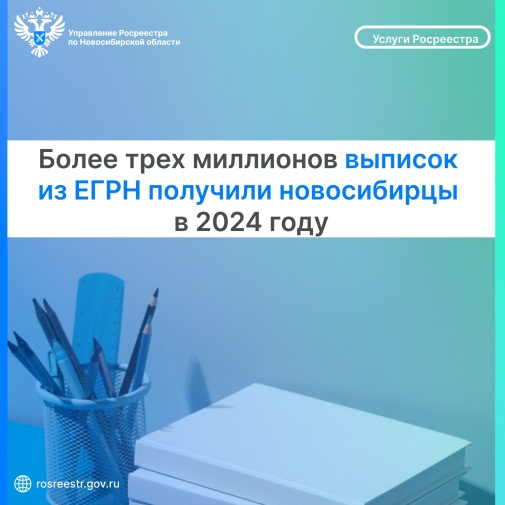 Управление Росреестра
по Новосибирской области
Услуги Росреестра
Более трех миллионов выписок
из ЕГРН получили новосибирцы
в 2024 году
rosreestr.gov.ru